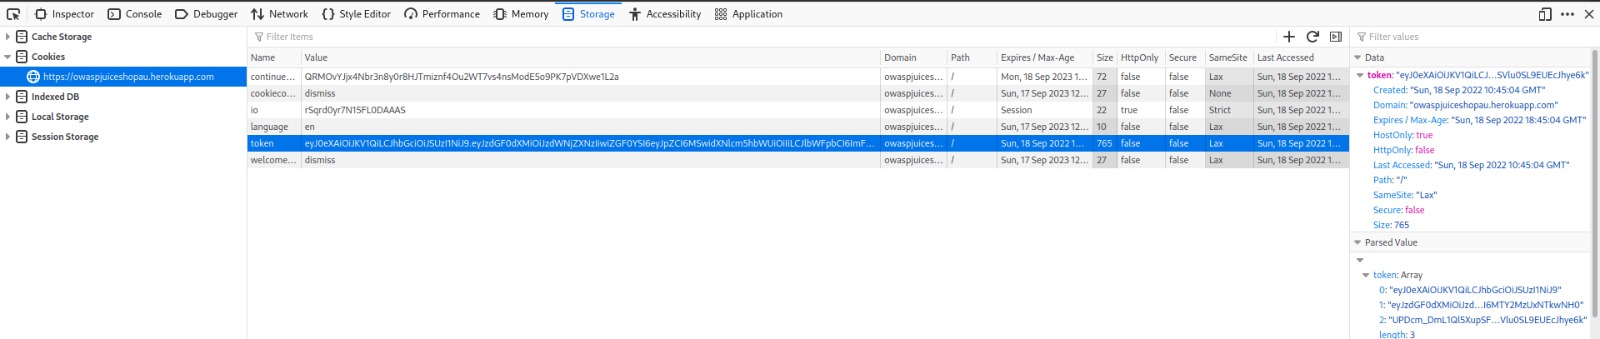 Inspector Console Debugger Network Style Editor Performance Memory Storage Accessibility Application
Cache Storage
Cookies
https://owaspjuiceshopau.herokuapp.com
Indexed DB
Local Storage
Session Storage
Filter Items
Name Value Domain Path Expires / Max-Age Size HttpOnly Secure SameSite Last Accessed
continue... QRMOvYJjx4Nbr3n8y0r8HJTmiznf4Ou2WT7vs4nsModE5o9PK7pVDXwe1L2a owaspjuices... / Mon, 18 Sep 2023 1... 72 false false Lax Sun, 18 Sep 2022 1...
cookieco... dismiss owaspjuices... / Sun, 17 Sep 2023 12... 27 false false None Sun, 18 Sep 2022 1...
io rSqrd0yr7N15FL0DAAAS owaspjuices... / Session 22 true false Strict Sun, 18 Sep 2022 1...
language en owaspjuices... / Sun, 17 Sep 2023 12... 10 false false Lax Sun, 18 Sep 2022 1...
token eyJ0eXAiOiJKV1QiLCJhbGciOiJSUzI1NiJ9.eyJzdGF0dXMiOiJzdWNjZXNzIiwiZGF0YSI6eyJpZCI6MSwidXNlcm5hbWUiOiIiLCJlbWFpbCI6ImF... owaspjuices... / Sun, 18 Sep 2022 1... 765 false false Lax Sun, 18 Sep 2022 1...
welcome... dismiss owaspjuices... / Sun, 17 Sep 2023 12... 27 false false Lax Sun, 18 Sep 2022 1...
Filter values
Data
token: "eyJ0eXAiOiJKV1QiLCJ...SVlu0SL9EUEcJhye6k"
Created: "Sun, 18 Sep 2022 10:45:04 GMT"
Domain: "owaspjuiceshopau.herokuapp.com"
Expires / Max-Age: "Sun, 18 Sep 2022 18:45:04 GMT"
HostOnly: true
HttpOnly: false
Last Accessed: "Sun, 18 Sep 2022 10:45:04 GMT"
Path: "/"
SameSite: "Lax"
Secure: false
Size: 765
Parsed Value
token: Array
0: "eyJ0eXAiOiJKV1QiLCJhbGciOiJSUzI1NiJ9"
1: "eyJzdGF0dXMiOiJzd...I6MTY2MzUxNTkwNH0"
2: "UPDcm_DmL1Ql5XupSF...Vlu0SL9EUEcJhye6k"
length: 3